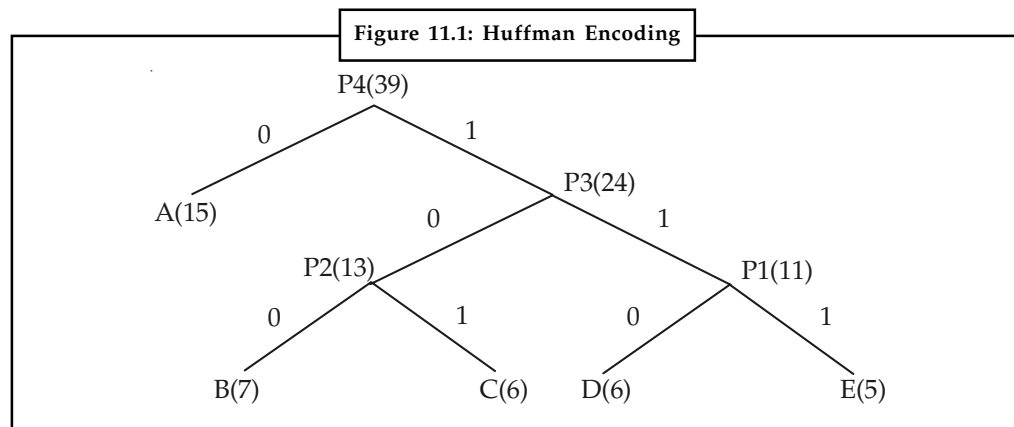 Figure 11.1: Huffman Encoding
P4(39)
0 1
A(15) P3(24)
0 1
P2(13) P1(11)
0 1 0 1
B(7) C(6) D(6) E(5)